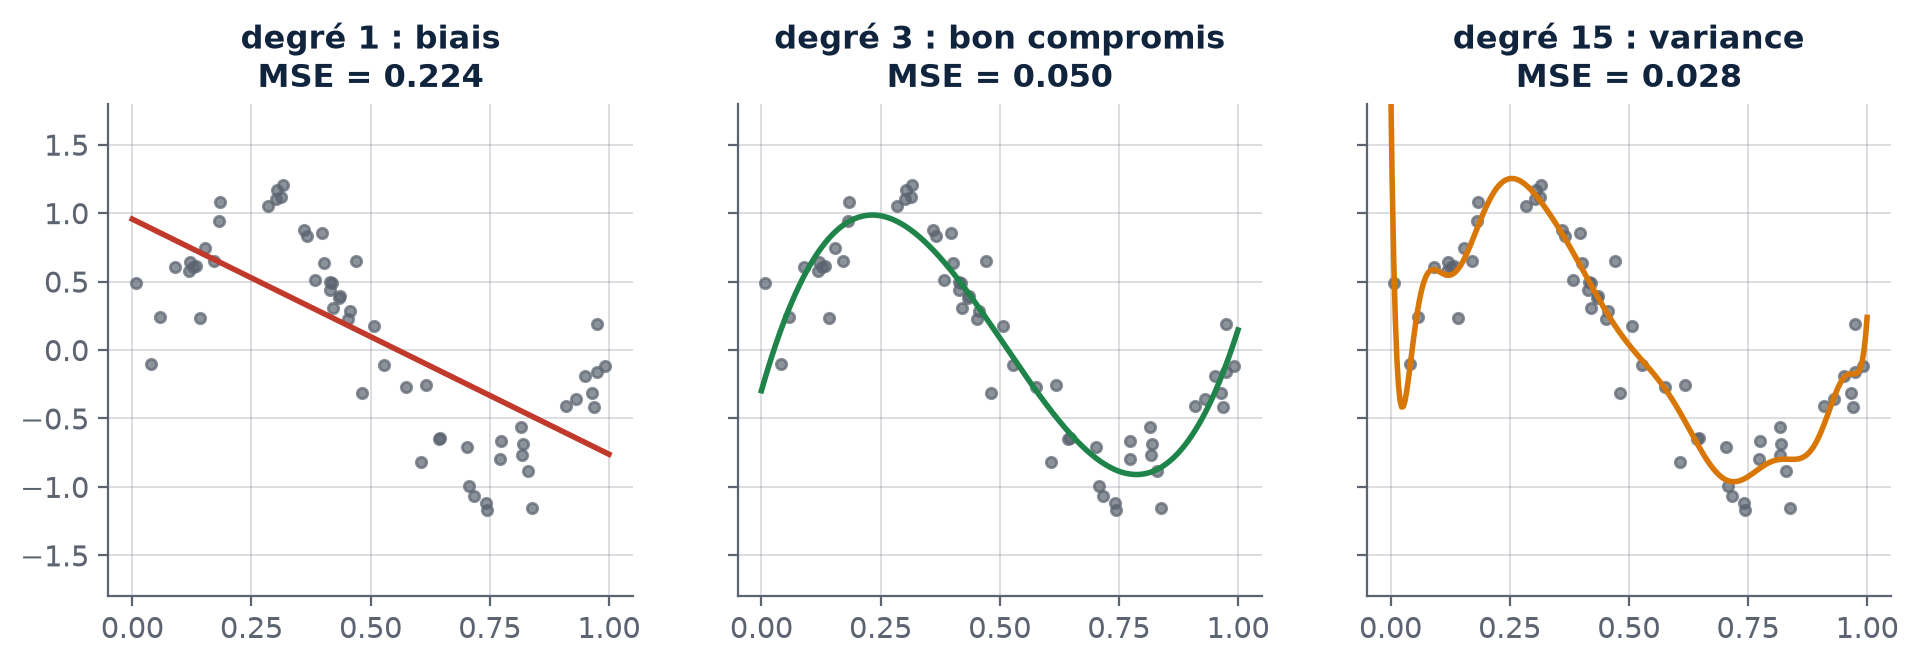 degré 1 : biais
MSE = 0.224
degré 3 : bon compromis
MSE = 0.050
degré 15 : variance
MSE = 0.028
1.5
1.0
0.5
0.0
−0.5
−1.0
−1.5
0.00 0.25 0.50 0.75 1.00
0.00 0.25 0.50 0.75 1.00
0.00 0.25 0.50 0.75 1.00